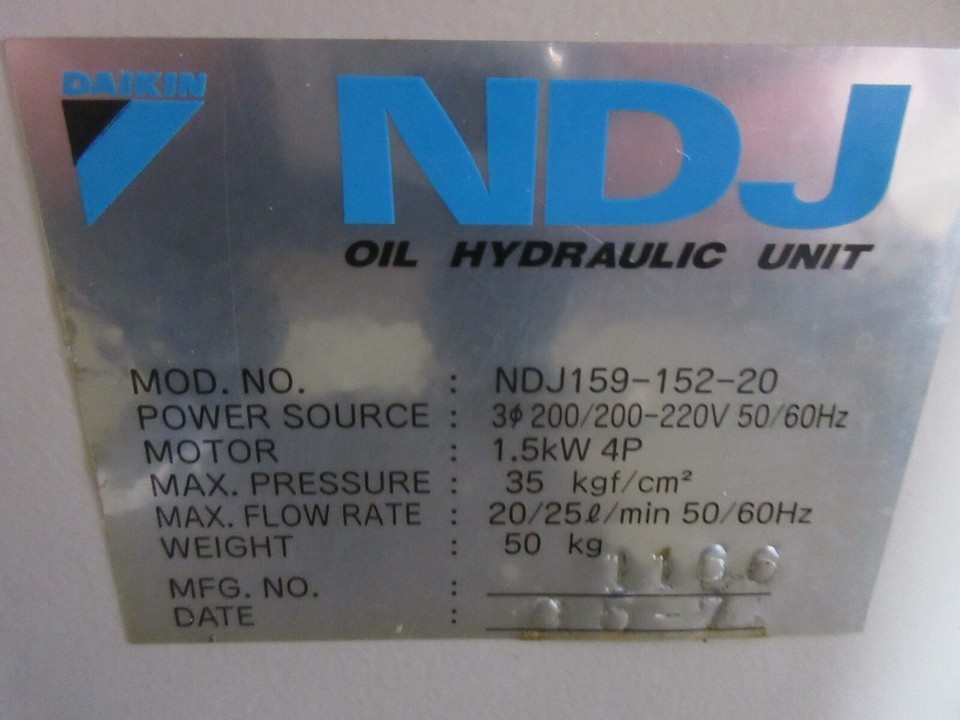 DAIKIN
NDJ
OIL HYDRAULIC UNIT
MOD. NO. : NDJ159-152-20
POWER SOURCE : 3φ 200/200-220V 50/60Hz
MOTOR : 1.5kW 4P
MAX. PRESSURE : 35 kgf/cm²
MAX. FLOW RATE : 20/25ℓ/min 50/60Hz
WEIGHT : 50 kg
MFG. NO. : 1166
DATE :